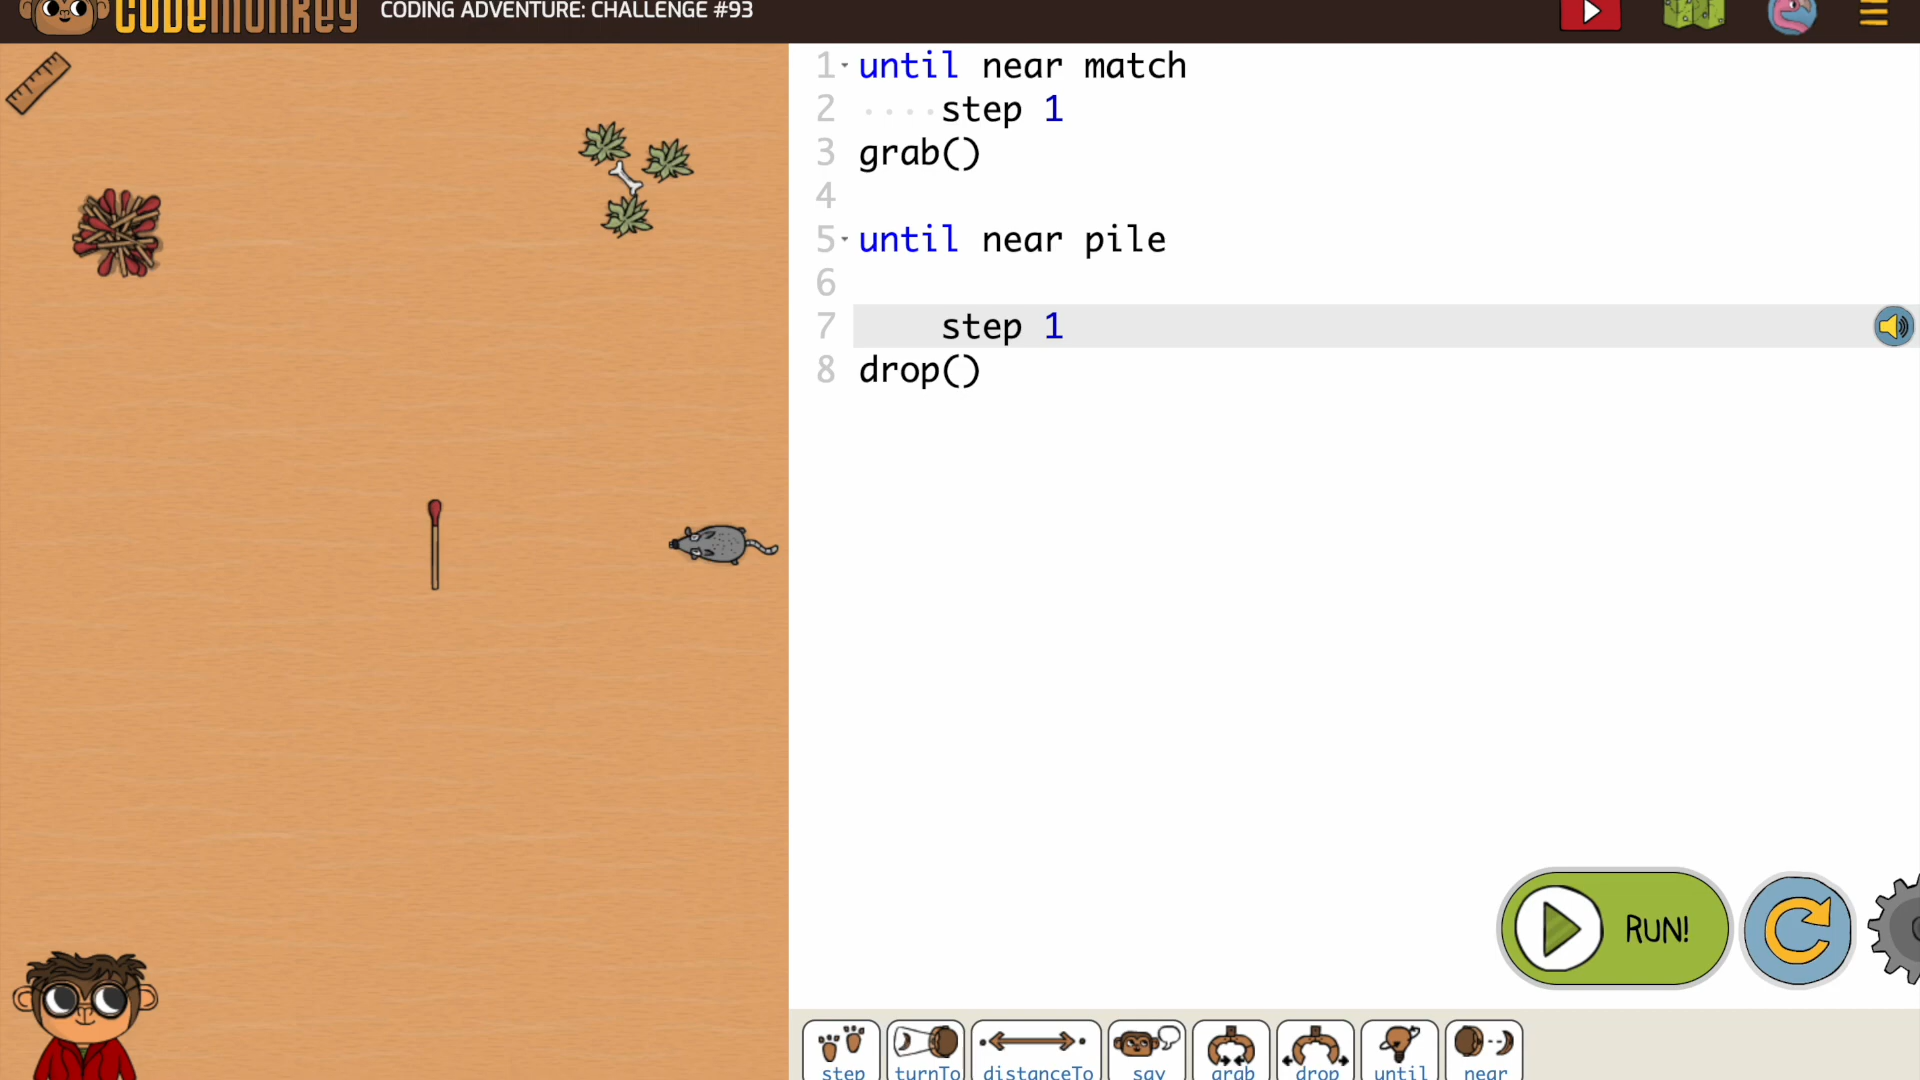 CODEMONKEY CODING ADVENTURE: CHALLENGE #93
1 until near match
2 step 1
3 grab()
4
5 until near pile
6
7 step 1
8 drop()
RUN!
step turnTo distanceTo say grab drop until near